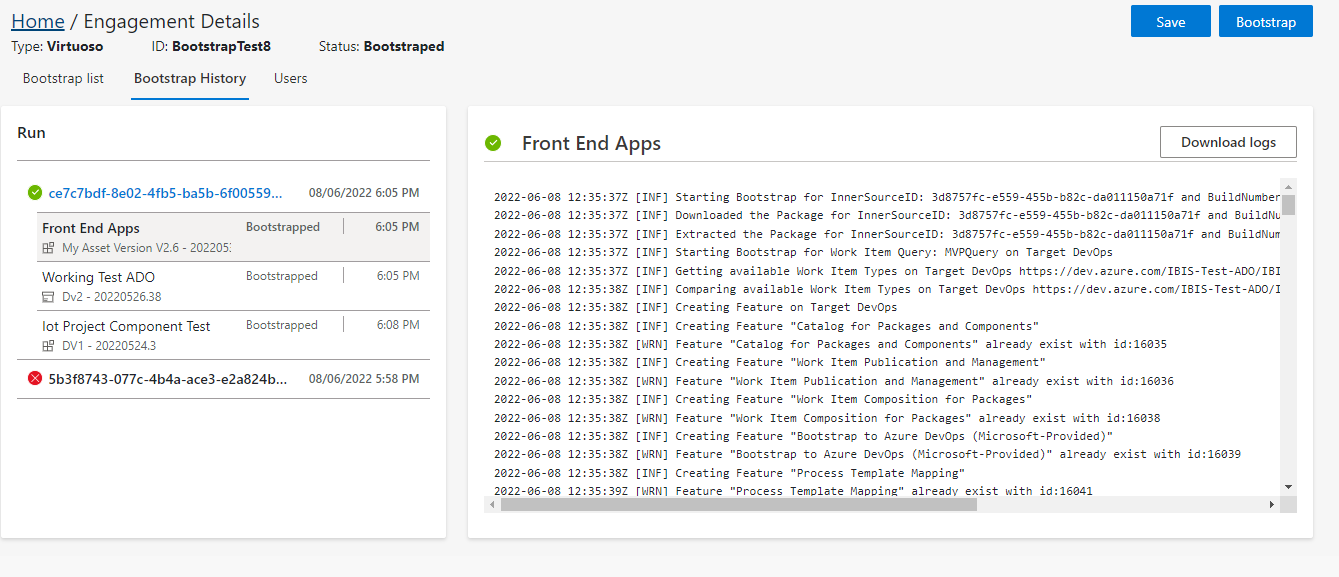 Home / Engagement Details
Save
Bootstrap
Type: Virtuoso ID: BootstrapTest8 Status: Bootstraped
Bootstrap list Bootstrap History Users
Run
ce7c7bdf-8e02-4fb5-ba5b-6f00559... 08/06/2022 6:05 PM
Front End Apps Bootstrapped 6:05 PM
My Asset Version V2.6 - 202205
Working Test ADO Bootstrapped 6:05 PM
Dv2 - 20220526.38
Iot Project Component Test Bootstrapped 6:08 PM
DV1 - 20220524.3
5b3f8743-077c-4b4a-ace3-e2a824b... 08/06/2022 5:58 PM
Front End Apps
Download logs
2022-06-08 12:35:37Z [INF] Starting Bootstrap for InnerSourceID: 3d8757fc-e559-455b-b82c-da011150a71f and BuildNumber
2022-06-08 12:35:37Z [INF] Downloaded the Package for InnerSourceID: 3d8757fc-e559-455b-b82c-da011150a71f and BuildNu
2022-06-08 12:35:37Z [INF] Extracted the Package for InnerSourceID: 3d8757fc-e559-455b-b82c-da011150a71f and BuildNum
2022-06-08 12:35:37Z [INF] Starting Bootstrap for Work Item Query: MVPQuery on Target DevOps
2022-06-08 12:35:37Z [INF] Getting available Work Item Types on Target DevOps https://dev.azure.com/IBIS-Test-ADO/IBI
2022-06-08 12:35:38Z [INF] Comparing available Work Item Types on Target DevOps https://dev.azure.com/IBIS-Test-ADO/I
2022-06-08 12:35:38Z [INF] Creating Feature on Target DevOps
2022-06-08 12:35:38Z [INF] Creating Feature "Catalog for Packages and Components"
2022-06-08 12:35:38Z [WRN] Feature "Catalog for Packages and Components" already exist with id:16035
2022-06-08 12:35:38Z [INF] Creating Feature "Work Item Publication and Management"
2022-06-08 12:35:38Z [WRN] Feature "Work Item Publication and Management" already exist with id:16036
2022-06-08 12:35:38Z [INF] Creating Feature "Work Item Composition for Packages"
2022-06-08 12:35:38Z [WRN] Feature "Work Item Composition for Packages" already exist with id:16038
2022-06-08 12:35:38Z [INF] Creating Feature "Bootstrap to Azure DevOps (Microsoft-Provided)"
2022-06-08 12:35:38Z [WRN] Feature "Bootstrap to Azure DevOps (Microsoft-Provided)" already exist with id:16039
2022-06-08 12:35:38Z [INF] Creating Feature "Process Template Mapping"
2022-06-08 12:35:39Z [WRN] Feature "Process Template Mapping" already exist with id:16041